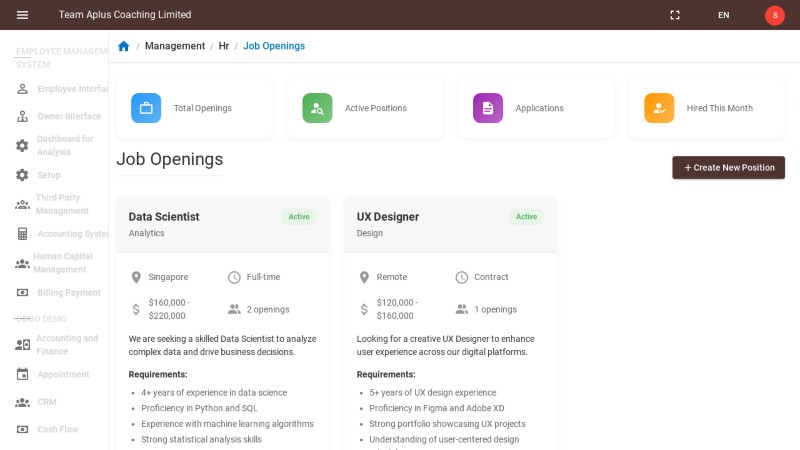 Team Aplus Coaching Limited
EN
S
EMPLOYEE MANAGEM
SYSTEM
Employee Interfac
Owner Interface
Dashboard for
Analysis
Setup
Third Party
Management
Accounting System
Human Capital
Management
Billing Payment
DEMO
Accounting and
Finance
Appointment
CRM
Cash Flow
/ Management / Hr / Job Openings
Total Openings
Active Positions
Applications
Hired This Month
Job Openings
+ Create New Position
Data Scientist
Active
Analytics
Singapore
Full-time
$160,000 -
$220,000
2 openings
We are seeking a skilled Data Scientist to analyze
complex data and drive business decisions.
Requirements:
• 4+ years of experience in data science
• Proficiency in Python and SQL
• Experience with machine learning algorithms
• Strong statistical analysis skills
UX Designer
Active
Design
Remote
Contract
$120,000 -
$160,000
1 openings
Looking for a creative UX Designer to enhance
user experience across our digital platforms.
Requirements:
• 5+ years of UX design experience
• Proficiency in Figma and Adobe XD
• Strong portfolio showcasing UX projects
• Understanding of user-centered design